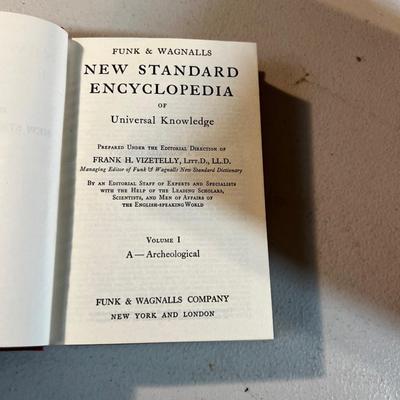 FUNK & WAGNALLS
NEW STANDARD
ENCYCLOPEDIA
OF
Universal Knowledge
Prepared Under the Editorial Direction of
FRANK H. VIZETELLY, Litt.D., LL.D.
Managing Editor of Funk & Wagnalls New Standard Dictionary
By an Editorial Staff of Experts and Specialists
with the Help of the Leading Scholars,
Scientists, and Men of Affairs of
the English-speaking World
Volume I
A — Archeological
FUNK & WAGNALLS COMPANY
NEW YORK AND LONDON